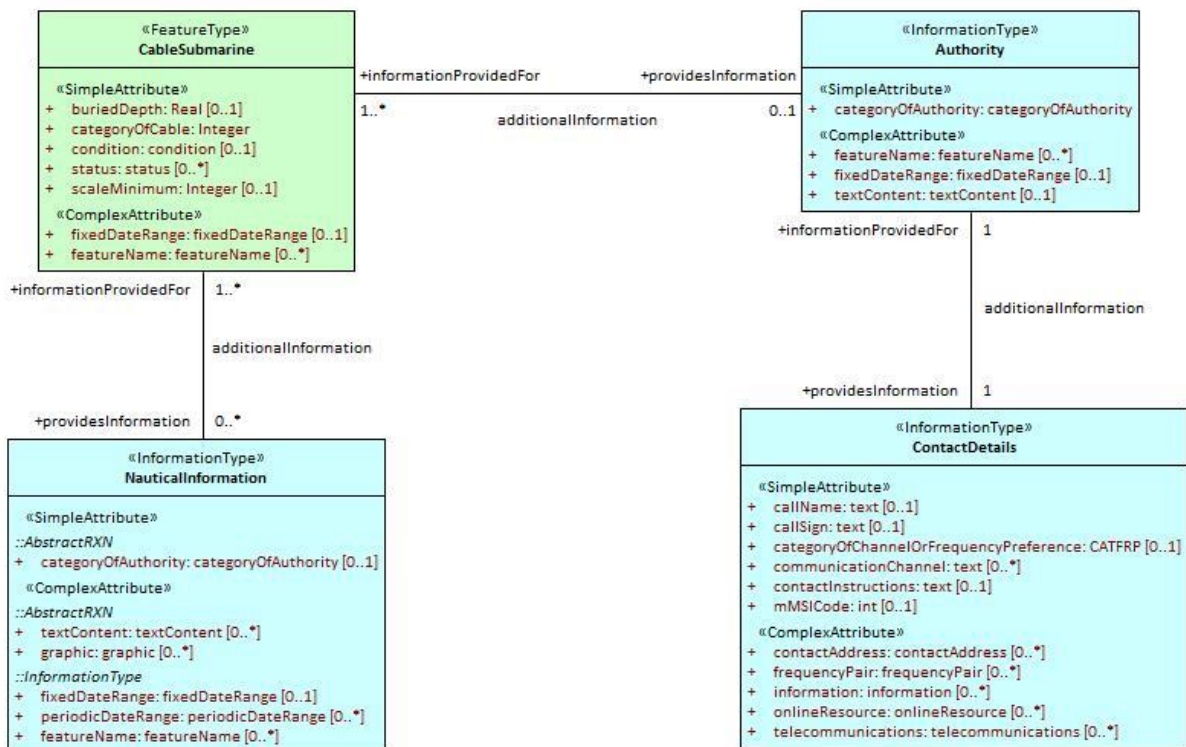 «FeatureType»
CableSubmarine
«SimpleAttribute»
+ buriedDepth: Real [0..1]
+ categoryOfCable: Integer
+ condition: condition [0..1]
+ status: status [0..*]
+ scaleMinimum: Integer [0..1]
«ComplexAttribute»
+ fixedDateRange: fixedDateRange [0..1]
+ featureName: featureName [0..*]
+informationProvidedFor
1..*
additionalInformation
+providesInformation
0..1
«InformationType»
Authority
«SimpleAttribute»
+ categoryOfAuthority: categoryOfAuthority
«ComplexAttribute»
+ featureName: featureName [0..*]
+ fixedDateRange: fixedDateRange [0..1]
+ textContent: textContent [0..1]
+informationProvidedFor 1..*
additionalInformation
+providesInformation 0..*
+informationProvidedFor 1
additionalInformation
+providesInformation 1
«InformationType»
NauticalInformation
«SimpleAttribute»
::AbstractRXN
+ categoryOfAuthority: categoryOfAuthority [0..1]
«ComplexAttribute»
::AbstractRXN
+ textContent: textContent [0..*]
+ graphic: graphic [0..*]
::InformationType
+ fixedDateRange: fixedDateRange [0..1]
+ periodicDateRange: periodicDateRange [0..*]
+ featureName: featureName [0..*]
«InformationType»
ContactDetails
«SimpleAttribute»
+ callName: text [0..1]
+ callSign: text [0..1]
+ categoryOfChannelOrFrequencyPreference: CATFRP [0..1]
+ communicationChannel: text [0..*]
+ contactInstructions: text [0..1]
+ mMSICode: int [0..1]
«ComplexAttribute»
+ contactAddress: contactAddress [0..*]
+ frequencyPair: frequencyPair [0..*]
+ information: information [0..*]
+ onlineResource: onlineResource [0..*]
+ telecommunications: telecommunications [0..*]